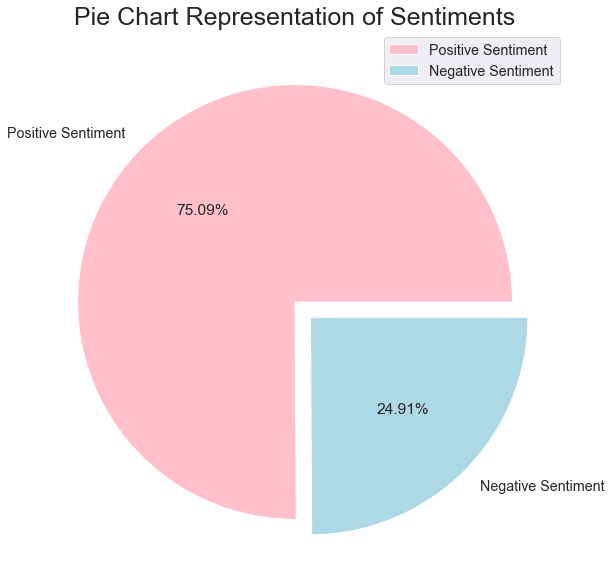 Pie Chart Representation of Sentiments
Positive Sentiment
Negative Sentiment
Positive Sentiment
75.09%
24.91%
Negative Sentiment